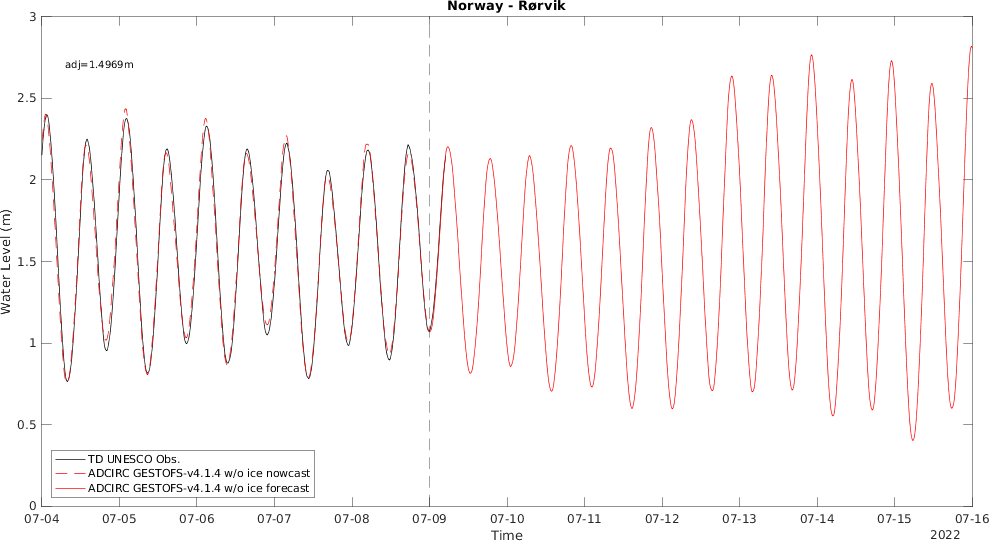 Norway - Rørvik
adj=1.4969m
3
2.5
2
1.5
1
0.5
0
Water Level (m)
TD UNESCO Obs.
ADCIRC GESTOFS-v4.1.4 w/o ice nowcast
ADCIRC GESTOFS-v4.1.4 w/o ice forecast
07-04 07-05 07-06 07-07 07-08 07-09 07-10 07-11 07-12 07-13 07-14 07-15 07-16
Time
2022